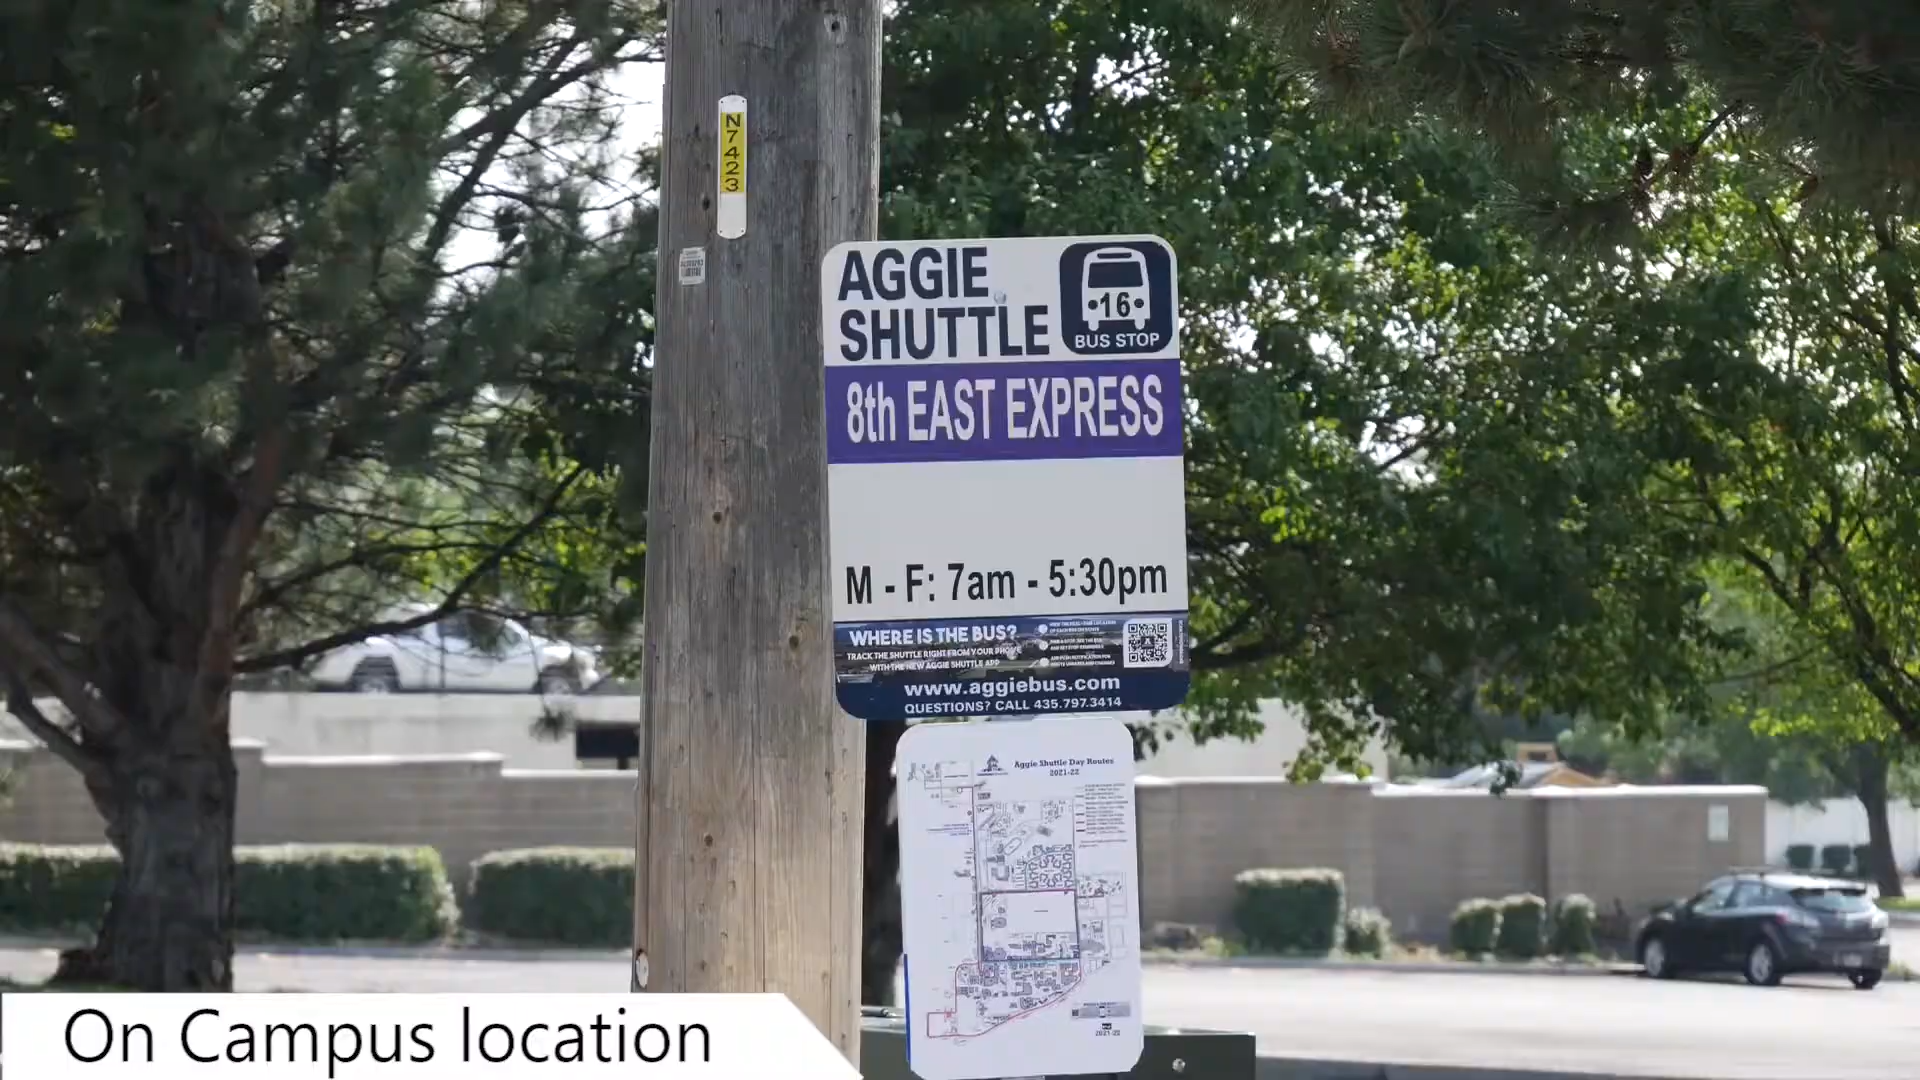 N7423
AGGIE
SHUTTLE
16
BUS STOP
8th EAST EXPRESS
M - F: 7am - 5:30pm
WHERE IS THE BUS?
TRACK THE SHUTTLE RIGHT FROM YOUR PHONE
WITH THE NEW AGGIE SHUTTLE APP
www.aggiebus.com
QUESTIONS? CALL 435.797.3414
Aggie Shuttle Day Routes
2021-22
2021-22
On Campus location